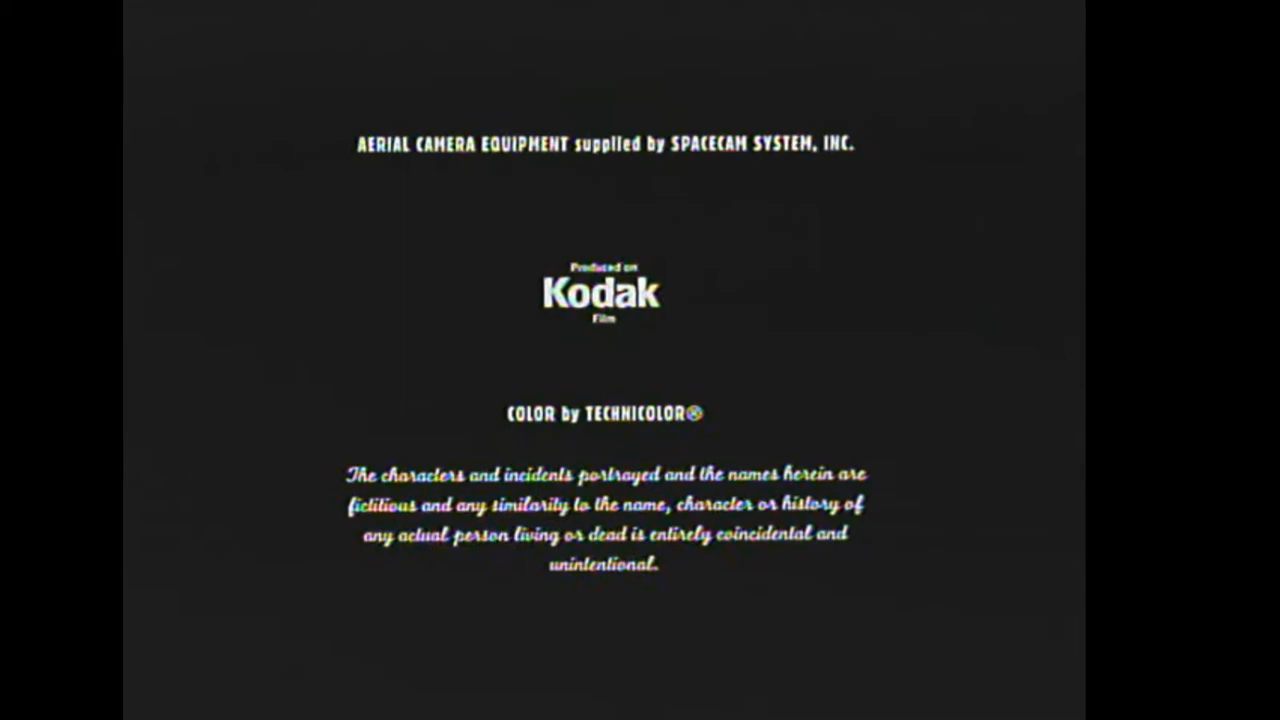 AERIAL CAMERA EQUIPMENT supplied by SPACECAM SYSTEM, INC.
Produced on
Kodak
Film
COLOR by TECHNICOLOR®
The characters and incidents portrayed and the names herein are
fictitious and any similarity to the name, character or history of
any actual person living or dead is entirely coincidental and
unintentional.